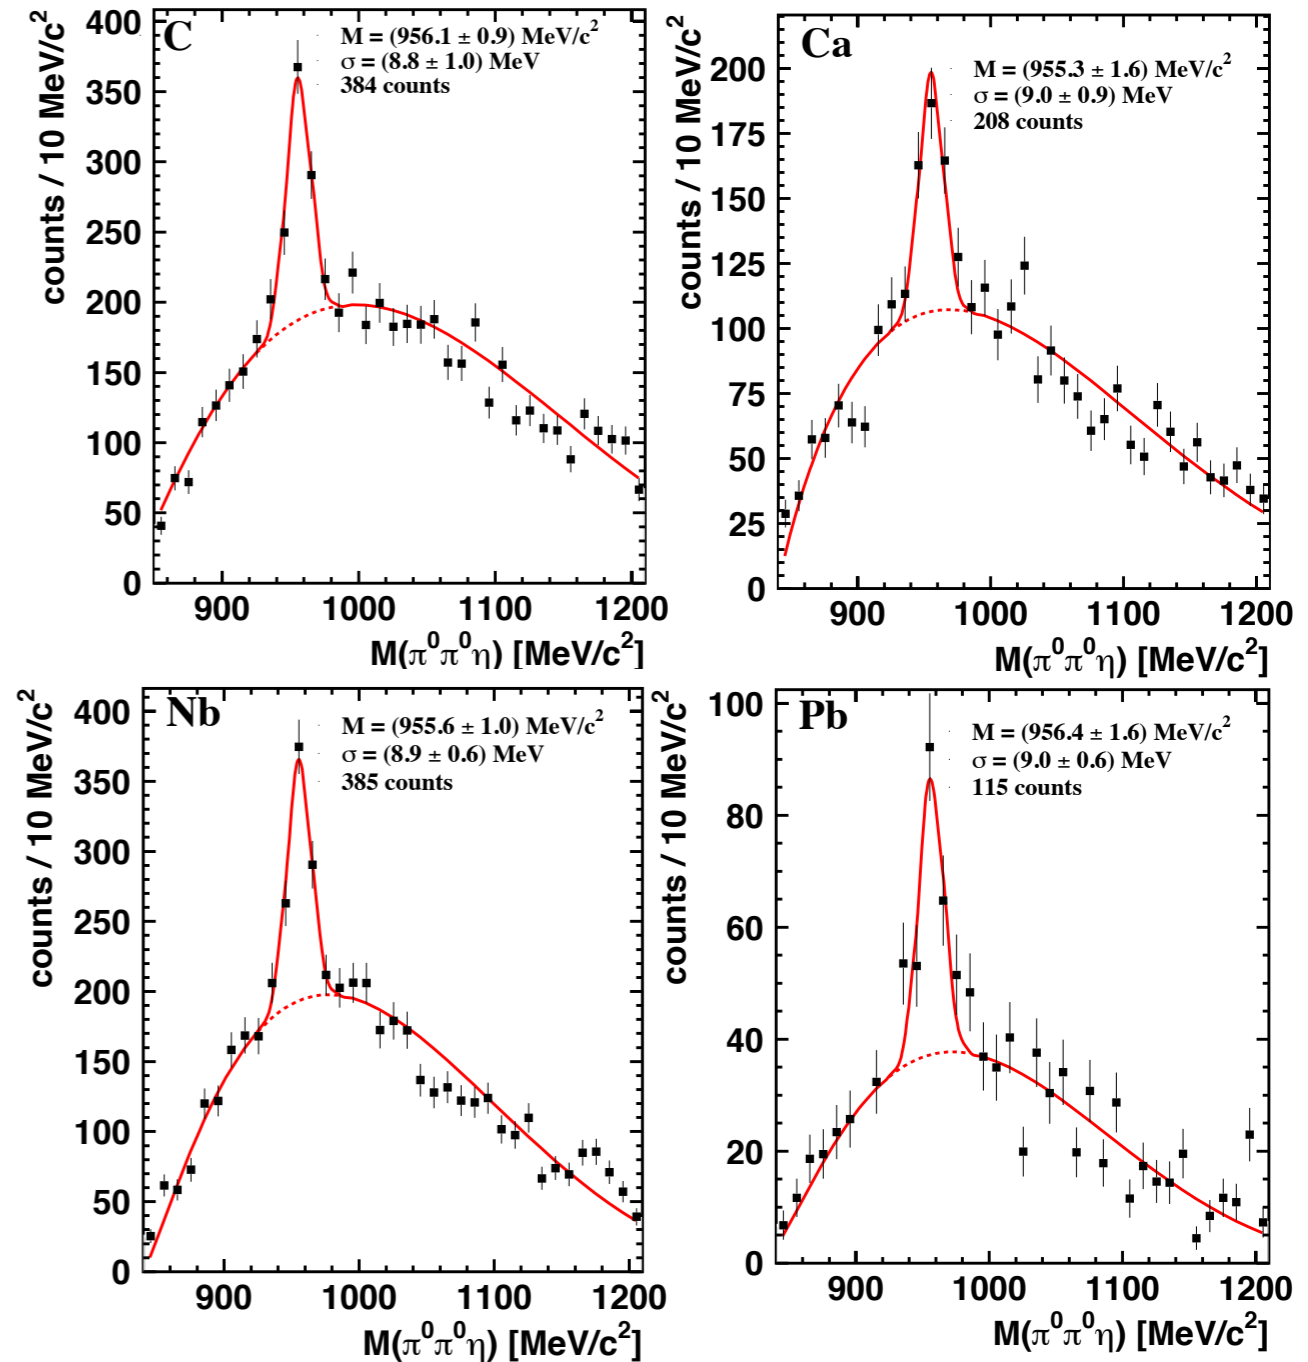 C
M = (956.1 ± 0.9) MeV/c²
σ = (8.8 ± 1.0) MeV
384 counts
counts / 10 MeV/c²
400
350
300
250
200
150
100
50
0
900 1000 1100 1200
M(π⁰π⁰η) [MeV/c²]
Ca
M = (955.3 ± 1.6) MeV/c²
σ = (9.0 ± 0.9) MeV
208 counts
counts / 10 MeV/c²
200
175
150
125
100
75
50
25
0
900 1000 1100 1200
M(π⁰π⁰η) [MeV/c²]
Nb
M = (955.6 ± 1.0) MeV/c²
σ = (8.9 ± 0.6) MeV
385 counts
counts / 10 MeV/c²
400
350
300
250
200
150
100
50
0
900 1000 1100 1200
M(π⁰π⁰η) [MeV/c²]
Pb
M = (956.4 ± 1.6) MeV/c²
σ = (9.0 ± 0.6) MeV
115 counts
counts / 10 MeV/c²
100
80
60
40
20
0
900 1000 1100 1200
M(π⁰π⁰η) [MeV/c²]